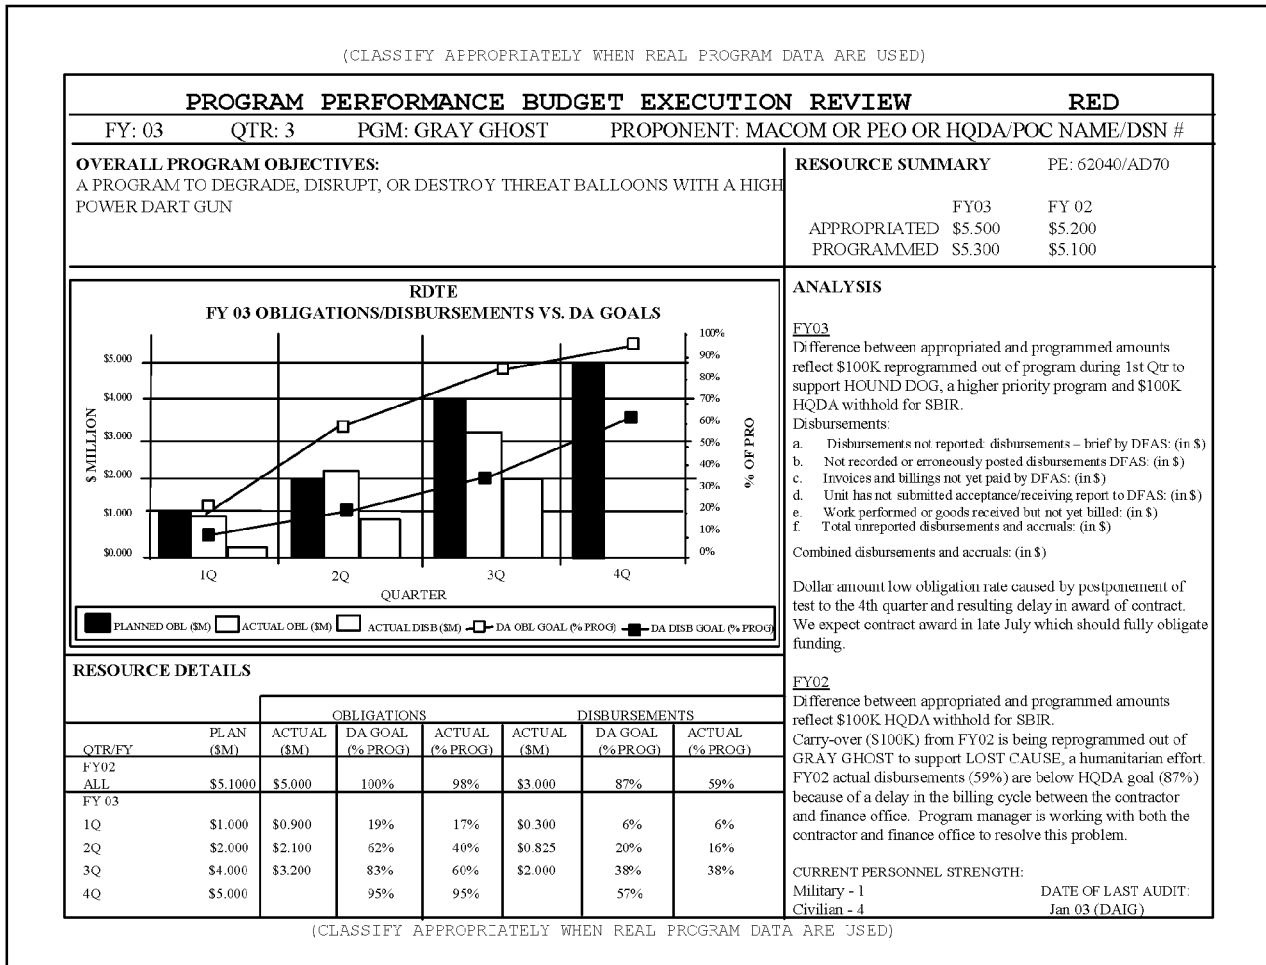 (CLASSIFY APPROPRIATELY WHEN REAL PROGRAM DATA ARE USED)
PROGRAM PERFORMANCE BUDGET EXECUTION REVIEW RED
FY: 03 QTR: 3 PGM: GRAY GHOST PROPONENT: MACOM OR PEO OR HQDA/POC NAME/DSN #
OVERALL PROGRAM OBJECTIVES:
A PROGRAM TO DEGRADE, DISRUPT, OR DESTROY THREAT BALLOONS WITH A HIGH
POWER DART GUN
RESOURCE SUMMARY PE: 62040/AD70
FY03 FY 02
APPROPRIATED $5.500 $5.200
PROGRAMMED $5.300 $5.100
RDTE
FY 03 OBLIGATIONS/DISBURSEMENTS VS. DA GOALS
$ MILLION
$5.000
$4.000
$3.000
$2.000
$1.000
$0.000
100%
90%
80%
70%
60%
50%
40%
30%
20%
10%
0%
% OF PRO
1Q 2Q 3Q 4Q
QUARTER
PLANNED OBL ($M) ACTUAL OBL ($M) ACTUAL DISB ($M) DA OBL GOAL (% PROG) DA DISB GOAL (% PROG)
RESOURCE DETAILS
OBLIGATIONS DISBURSEMENTS
PLAN ACTUAL DA GOAL ACTUAL ACTUAL DA GOAL ACTUAL
QTR/FY ($M) ($M) (% PROG) (% PROG) ($M) (% PROG) (% PROG)
FY02
ALL $5.1000 $5.000 100% 98% $3.000 87% 59%
FY 03
1Q $1.000 $0.900 19% 17% $0.300 6% 6%
2Q $2.000 $2.100 62% 40% $0.825 20% 16%
3Q $4.000 $3.200 83% 60% $2.000 38% 38%
4Q $5.000 95% 95% 57%
ANALYSIS
FY03
Difference between appropriated and programmed amounts
reflect $100K reprogrammed out of program during 1st Qtr to
support HOUND DOG, a higher priority program and $100K
HQDA withhold for SBIR.
Disbursements:
a. Disbursements not reported: disbursements – brief by DFAS: (in $)
b. Not recorded or erroneously posted disbursements DFAS: (in $)
c. Invoices and billings not yet paid by DFAS: (in $)
d. Unit has not submitted acceptance/receiving report to DFAS: (in $)
e. Work performed or goods received but not yet billed: (in $)
f. Total unreported disbursements and accruals: (in $)
Combined disbursements and accruals: (in $)
Dollar amount low obligation rate caused by postponement of
test to the 4th quarter and resulting delay in award of contract.
We expect contract award in late July which should fully obligate
funding.
FY02
Difference between appropriated and programmed amounts
reflect $100K HQDA withhold for SBIR.
Carry-over ($100K) from FY02 is being reprogrammed out of
GRAY GHOST to support LOST CAUSE, a humanitarian effort.
FY02 actual disbursements (59%) are below HQDA goal (87%)
because of a delay in the billing cycle between the contractor
and finance office. Program manager is working with both the
contractor and finance office to resolve this problem.
CURRENT PERSONNEL STRENGTH:
Military - 1 DATE OF LAST AUDIT:
Civilian - 4 Jan 03 (DAIG)
(CLASSIFY APPROPRIATELY WHEN REAL PROGRAM DATA ARE USED)